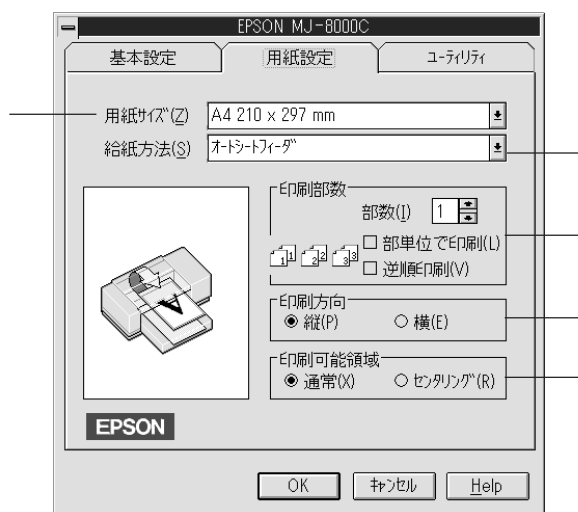 EPSON MJ-8000C
基本設定 用紙設定 ﾕｰﾃｨﾘﾃｨ
用紙ｻｲｽﾞ(Z) A4 210 x 297 mm
給紙方法(S) ｵｰﾄｼｰﾄﾌｨｰﾀﾞ
印刷部数
部数(I) 1
11 22 33
部単位で印刷(L)
逆順印刷(V)
A
印刷方向
縦(P) 横(E)
印刷可能領域
通常(X) ｾﾝﾀﾘﾝｸﾞ(R)
EPSON
OK ｷｬﾝｾﾙ Help